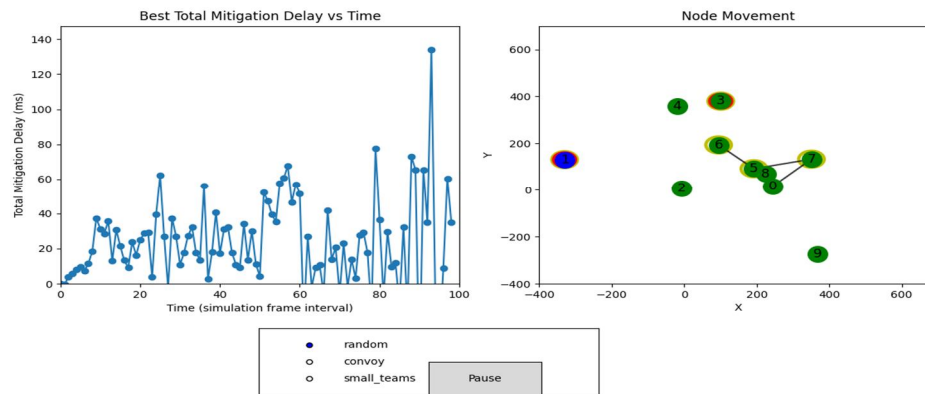 Best Total Mitigation Delay vs Time
140
120
100
80
60
40
20
0
Total Mitigation Delay (ms)
0 20 40 60 80 100
Time (simulation frame interval)
Node Movement
600
400
200
0
−200
−400
Y
−400 −200 0 200 400 600
X
4
3
6
1
5
7
8
2
0
9
random
convoy
small_teams
Pause